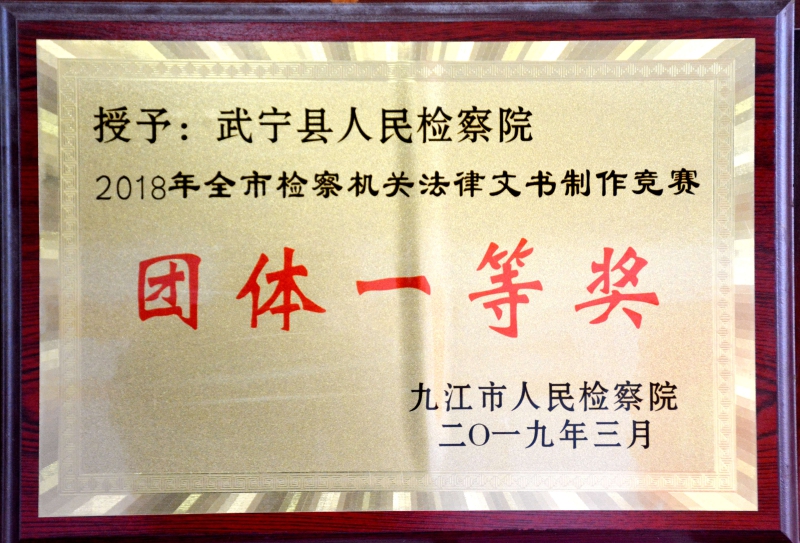 授予：武宁县人民检察院
2018年全市检察机关法律文书制作竞赛
团体一等奖
九江市人民检察院
二〇一九年三月